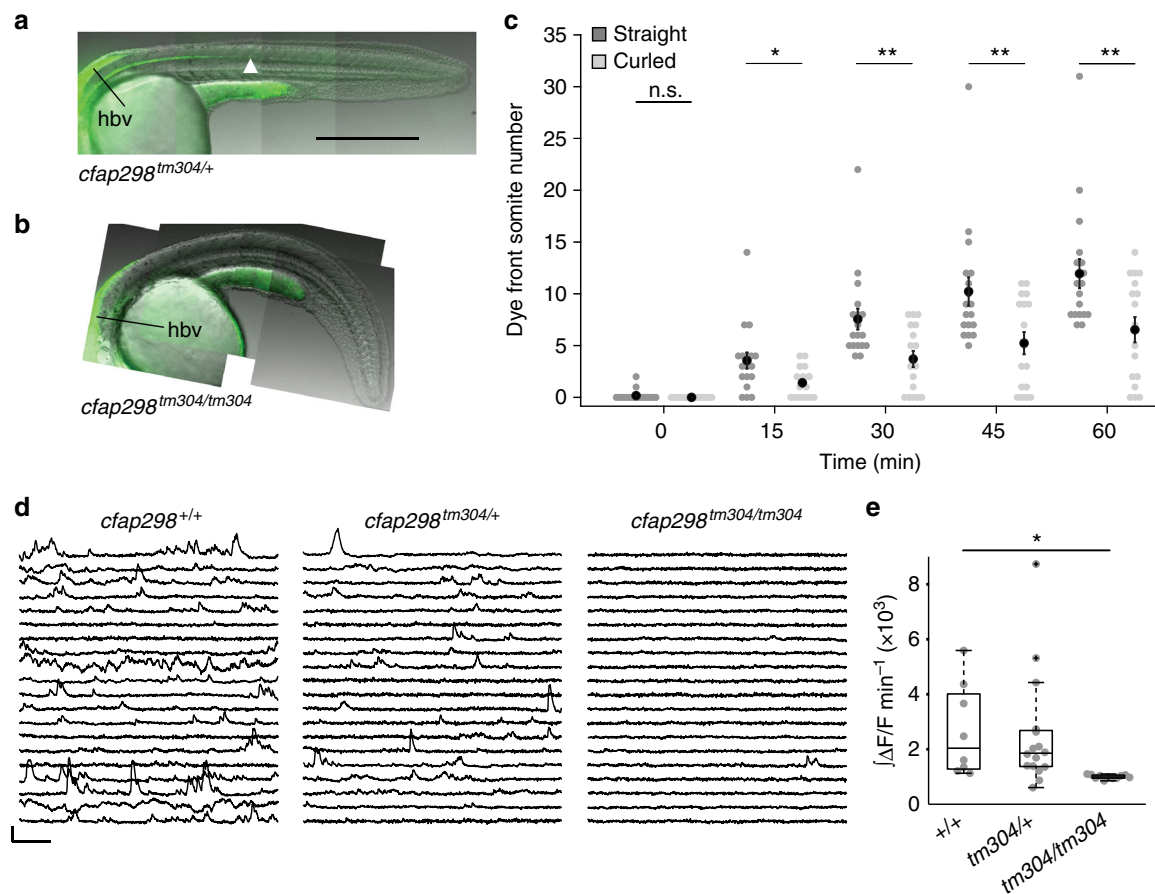 a
hbv
cfap298tm304/+
b
hbv
cfap298tm304/tm304
c
Straight
Curled
n.s.
*
**
**
**
35
30
25
20
15
10
5
0
Dye front somite number
0 15 30 45 60
Time (min)
d
cfap298+/+ cfap298tm304/+ cfap298tm304/tm304
e
*
8
6
4
2
0
∫ΔF/F min−1 (×103)
+/+ tm304/+ tm304/tm304